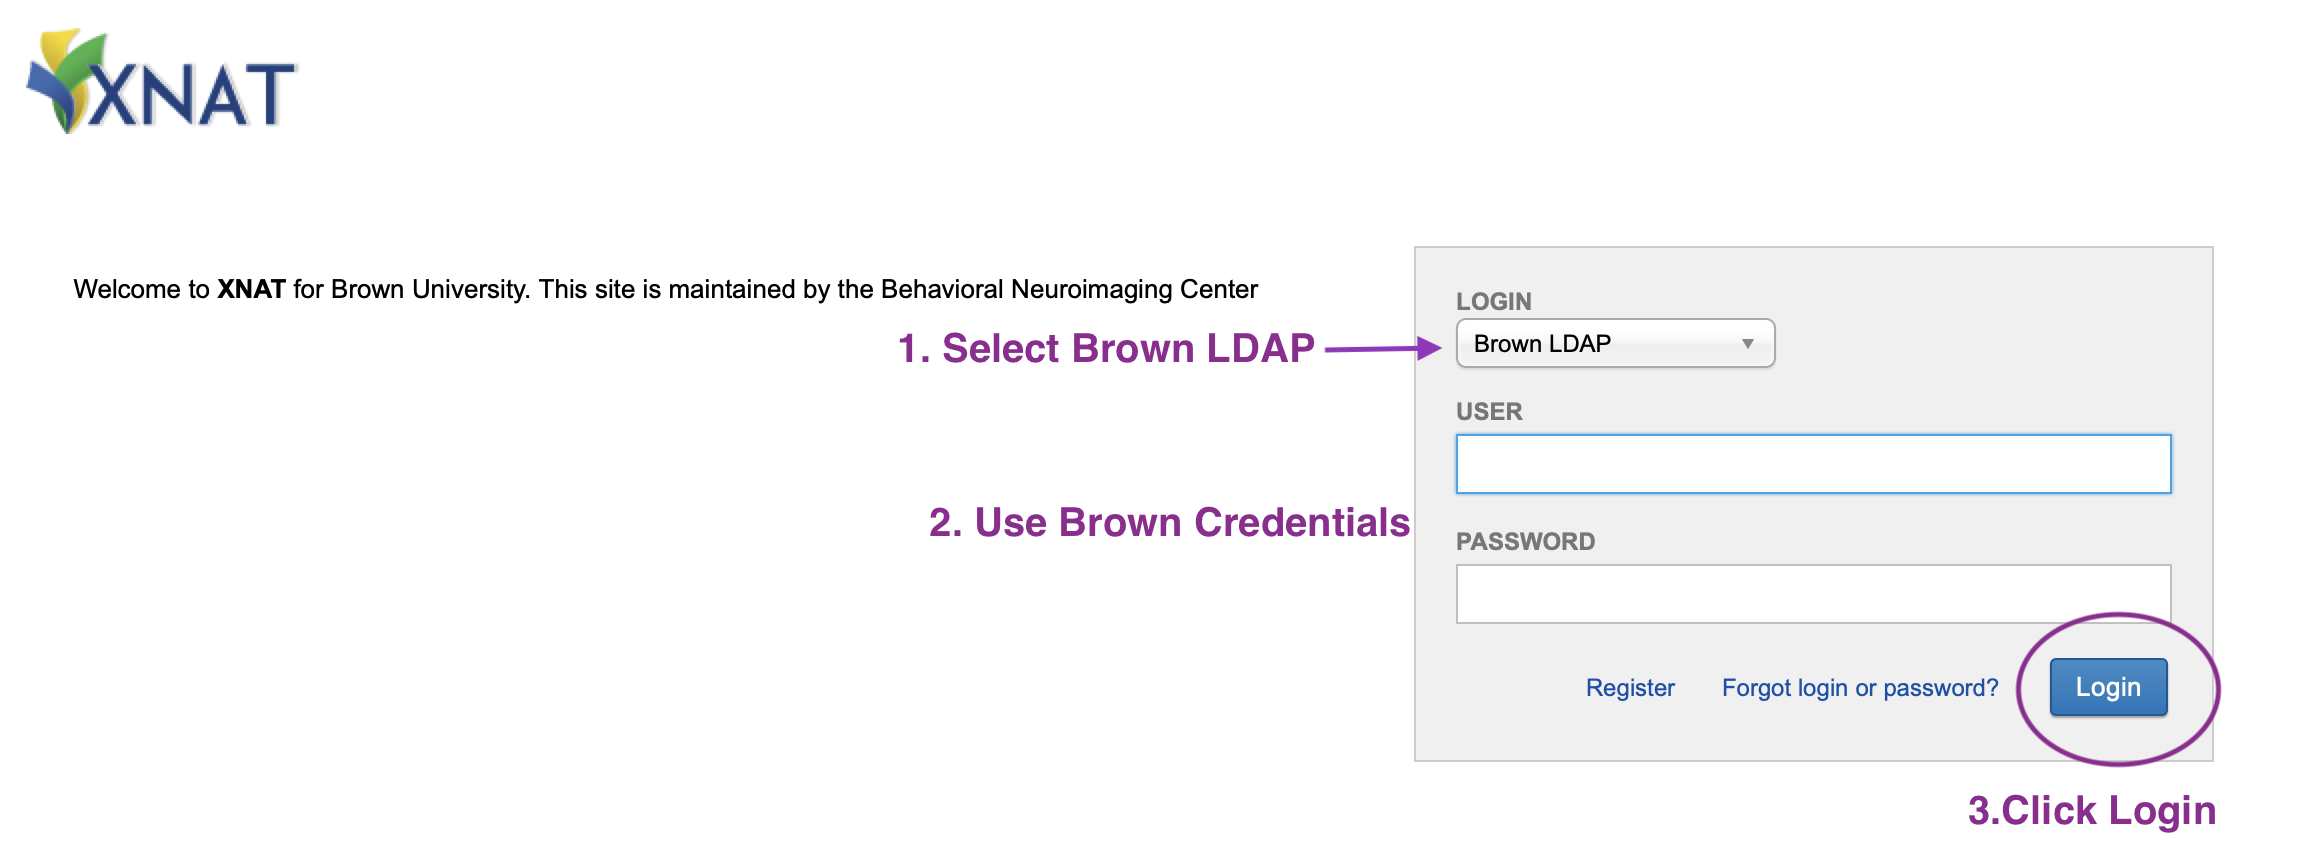 XNAT
Welcome to XNAT for Brown University. This site is maintained by the Behavioral Neuroimaging Center
LOGIN
1. Select Brown LDAP
Brown LDAP
USER
2. Use Brown Credentials
PASSWORD
Register
Forgot login or password?
Login
3.Click Login